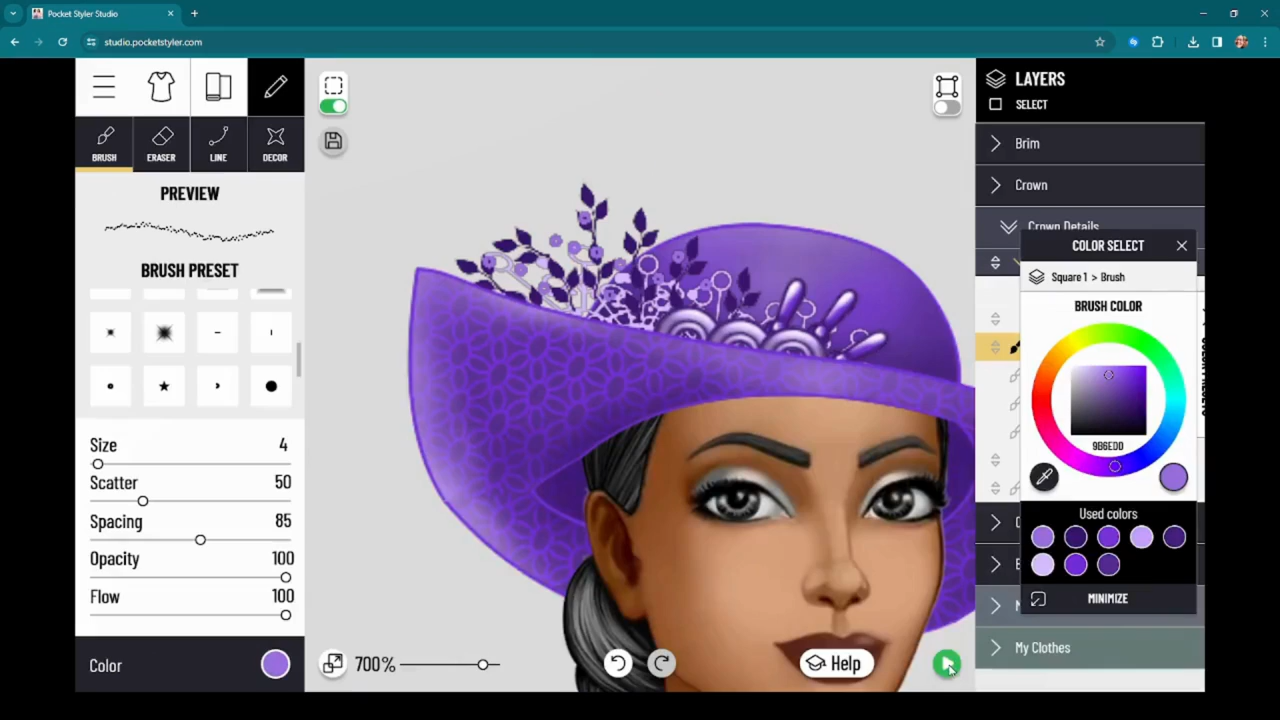 Pocket Styler Studio
studio.pocketstyler.com
BRUSH
ERASER
LINE
DECOR
PREVIEW
BRUSH PRESET
Size 4
Scatter 50
Spacing 85
Opacity 100
Flow 100
Color
700%
Help
LAYERS
SELECT
Brim
Crown
Crown Details
COLOR SELECT
Square 1 > Brush
BRUSH COLOR
9B6EDD
Used colors
MINIMIZE
My Clothes